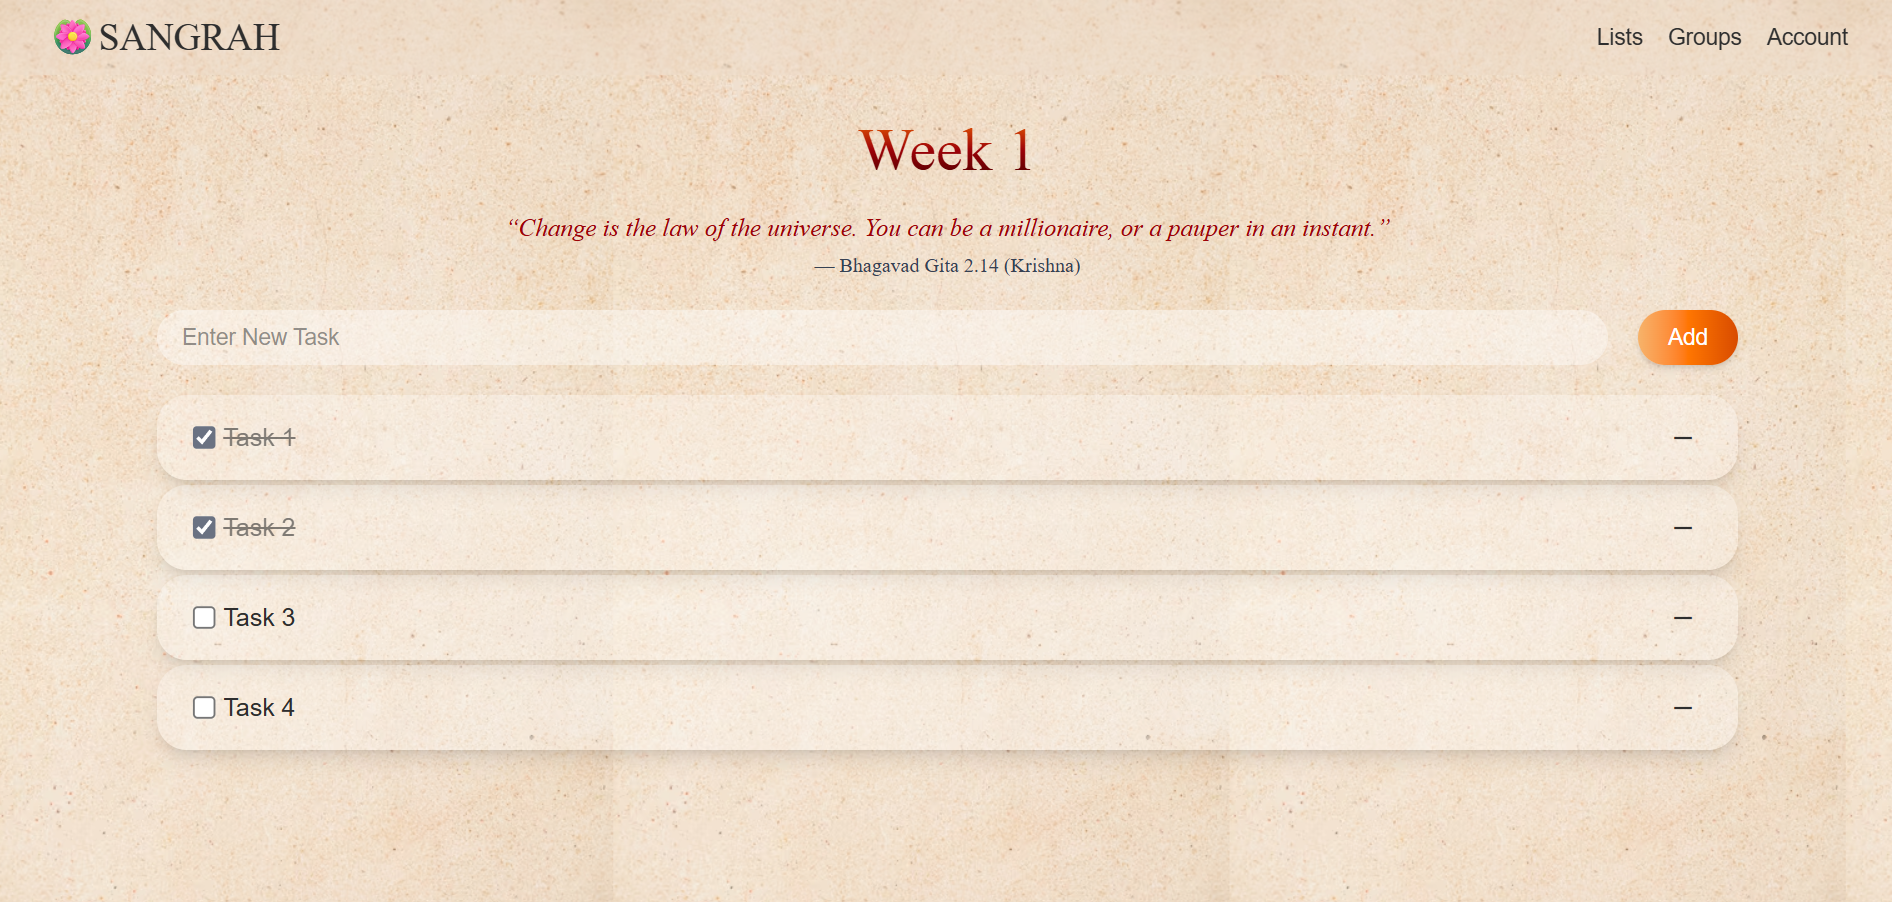 SANGRAH
Lists Groups Account
Week 1
“Change is the law of the universe. You can be a millionaire, or a pauper in an instant.”
— Bhagavad Gita 2.14 (Krishna)
Enter New Task
Add
Task 1
Task 2
Task 3
Task 4